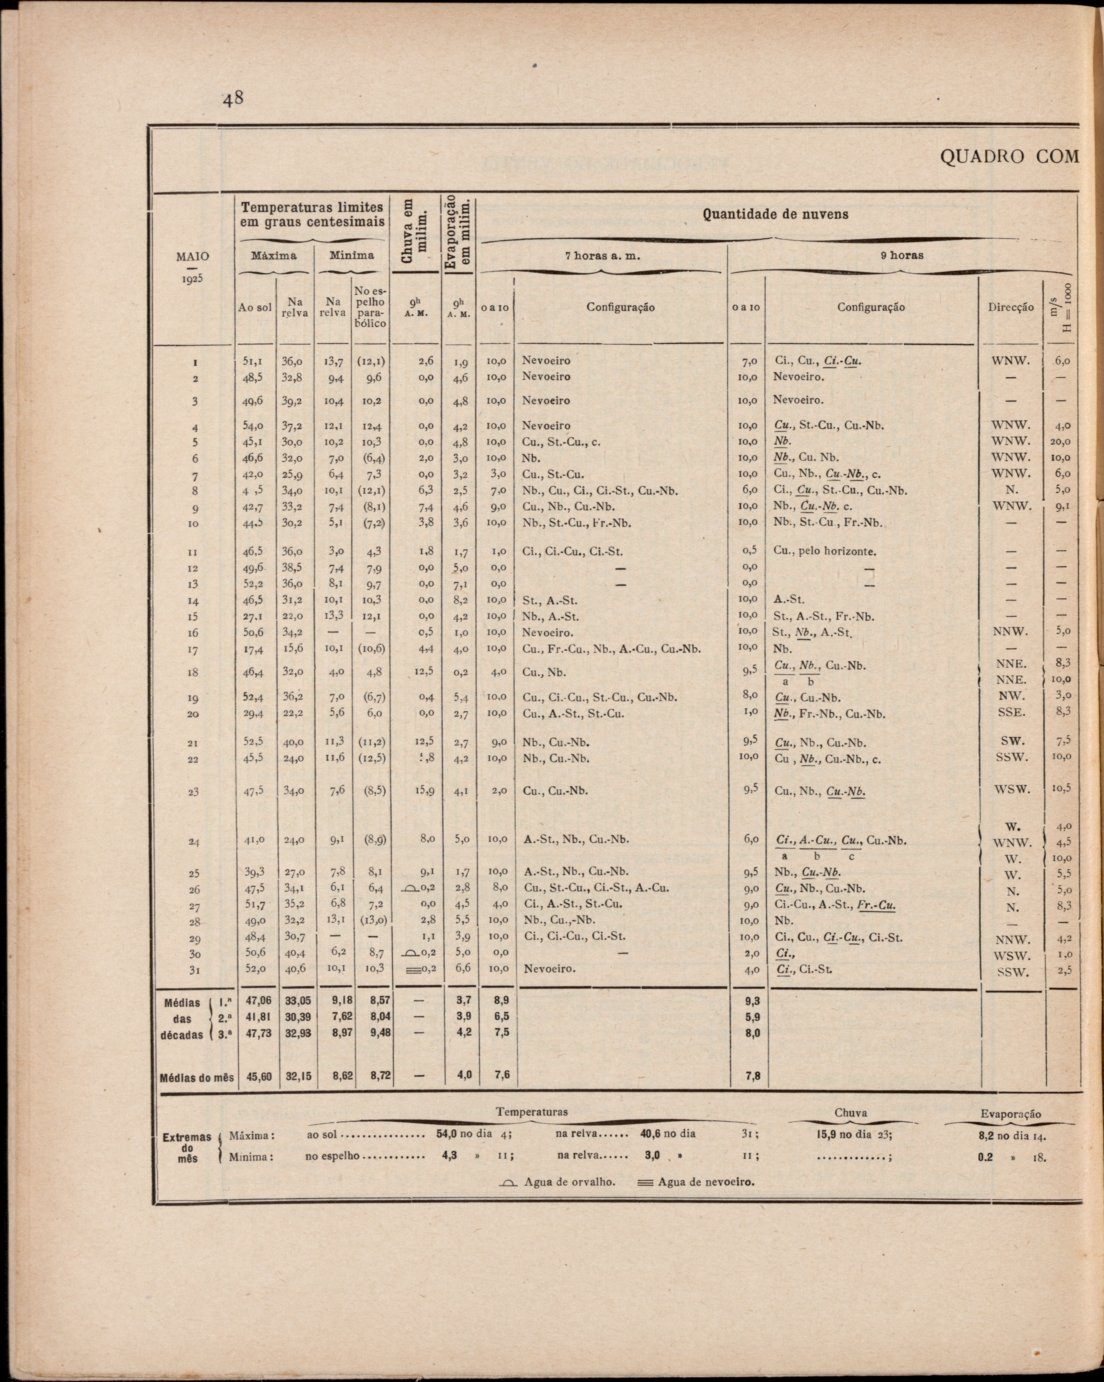 48
QUADRO COM
MAIO
1925
Temperaturas limites em graus centesimais
Chuva em milim.
Evaporação em milim.
Quantidade de nuvens
Máxima Minima
7 horas a. m. 9 horas
Ao sol Na relva Na relva No espelho parabólico 9h A. M. 9h A. M. 0 a 10 Configuração 0 a 10 Configuração Direcção m/s H = 1000
1 51,1 36,0 13,7 (12,1) 2,6 1,9 10,0 Nevoeiro 7,0 Ci., Cu., Ci.-Cu. WNW. 6,0
2 48,5 32,8 9,4 9,6 0,0 4,6 10,0 Nevoeiro 10,0 Nevoeiro. — —
3 49,6 39,2 10,4 10,2 0,0 4,8 10,0 Nevoeiro 10,0 Nevoeiro. — —
4 54,0 37,2 12,1 12,4 0,0 4,2 10,0 Nevoeiro 10,0 Cu., St.-Cu., Cu.-Nb. WNW. 4,0
5 45,1 30,0 10,2 10,3 0,0 4,8 10,0 Cu., St.-Cu., c. 10,0 Nb. WNW. 20,0
6 46,6 32,0 7,0 (6,4) 2,0 3,0 10,0 Nb. 10,0 Nb., Cu. Nb. WNW. 10,0
7 42,0 25,9 6,4 7,3 0,0 3,2 3,0 Cu., St.-Cu. 10,0 Cu., Nb., Cu.-Nb., c. WNW. 6,0
8 4 ,5 34,0 10,1 (12,1) 6,3 2,5 7,0 Nb., Cu., Ci., Ci.-St., Cu.-Nb. 6,0 Ci., Cu., St.-Cu., Cu.-Nb. N. 5,0
9 42,7 33,2 7,4 (8,1) 7,4 4,6 9,0 Cu., Nb., Cu.-Nb. 10,0 Nb., Cu.-Nb. c. WNW. 9,1
10 44,5 30,2 5,1 (7,2) 3,8 3,6 10,0 Nb., St.-Cu., Fr.-Nb. 10,0 Nb., St.-Cu , Fr.-Nb. — —
11 46,5 36,0 3,0 4,3 1,8 1,7 1,0 Ci., Ci.-Cu., Ci.-St. 0,5 Cu., pelo horizonte. — —
12 49,6 38,5 7,4 7,9 0,0 5,0 0,0 — 0,0 — — —
13 52,2 36,0 8,1 9,7 0,0 7,1 0,0 — 0,0 — — —
14 46,5 31,2 10,1 10,3 0,0 8,2 10,0 St., A.-St. 10,0 A.-St. — —
15 27,1 22,0 13,3 12,1 0,0 4,2 10,0 Nb., A.-St. 10,0 St., A.-St., Fr.-Nb. — —
16 50,6 34,2 — — 0,5 1,0 10,0 Nevoeiro. 10,0 St., Nb., A.-St. NNW. 5,0
17 17,4 15,6 10,1 (10,6) 4,4 4,0 10,0 Cu., Fr.-Cu., Nb., A.-Cu., Cu.-Nb. 10,0 Nb. — —
18 46,4 32,0 4,0 4,8 12,5 0,2 4,0 Cu., Nb. 9,5 Cu., Nb., Cu.-Nb. NNE. 8,3
a b NNE. 10,0
19 52,4 36,2 7,0 (6,7) 0,4 5,4 10,0 Cu., Ci.-Cu., St.-Cu., Cu.-Nb. 8,0 Cu., Cu.-Nb. NW. 3,0
20 29,4 22,2 5,6 6,0 0,0 2,7 10,0 Cu., A.-St., St.-Cu. 1,0 Nb., Fr.-Nb., Cu.-Nb. SSE. 8,3
21 52,5 40,0 11,3 (11,2) 12,5 2,7 9,0 Nb., Cu.-Nb. 9,5 Cu., Nb., Cu.-Nb. SW. 7,5
22 45,5 24,0 11,6 (12,5) ,8 4,2 10,0 Nb., Cu.-Nb. 10,0 Cu , Nb., Cu.-Nb., c. SSW. 10,0
23 47,5 34,0 7,6 (8,5) 15,9 4,1 2,0 Cu., Cu.-Nb. 9,5 Cu., Nb., Cu.-Nb. WSW. 10,5
W. 4,0
24 41,0 24,0 9,1 (8,9) 8,0 5,0 10,0 A.-St., Nb., Cu.-Nb. 6,0 Ci., A.-Cu., Cu., Cu.-Nb. WNW. 4,5
a b c W. 10,0
25 39,3 27,0 7,8 8,1 9,1 1,7 10,0 A.-St., Nb., Cu.-Nb. 9,5 Nb., Cu.-Nb. W. 5,5
26 47,5 34,1 6,1 6,4 0,2 2,8 8,0 Cu., St.-Cu., Ci.-St., A.-Cu. 9,0 Cu., Nb., Cu.-Nb. N. 5,0
27 51,7 35,2 6,8 7,2 0,0 4,5 4,0 Ci., A.-St., St.-Cu. 9,0 Ci.-Cu., A.-St., Fr.-Cu. N. 8,3
28 49,0 32,2 13,1 (13,0) 2,8 5,5 10,0 Nb., Cu.,-Nb. 10,0 Nb. — —
29 48,4 30,7 — — 1,1 3,9 10,0 Ci., Ci.-Cu., Ci.-St. 10,0 Ci., Cu., Ci.-Cu., Ci.-St. NNW. 4,2
30 50,6 40,4 6,2 8,7 0,2 5,0 0,0 — 2,0 Ci., WSW. 1,0
31 52,0 40,6 10,1 10,3 0,2 6,6 10,0 Nevoeiro. 4,0 Ci., Ci.-St. SSW. 2,5
Médias das décadas
1.ª 47,06 33,05 9,18 8,57 — 3,7 8,9 9,3
2.ª 41,81 30,39 7,62 8,04 — 3,9 6,5 5,9
3.ª 47,73 32,93 8,97 9,48 — 4,2 7,5 8,0
Médias do mês 45,60 32,15 8,62 8,72 — 4,0 7,6 7,8
Temperaturas Chuva Evaporação
Extremas do mês
Máxima: ao sol ................ 54,0 no dia 4; na relva...... 40,6 no dia 31; 15,9 no dia 23; 8,2 no dia 14.
Minima: no espelho ............ 4,3 » 11; na relva...... 3,0 » 11; .............; 0.2 » 18.
Agua de orvalho. Agua de nevoeiro.